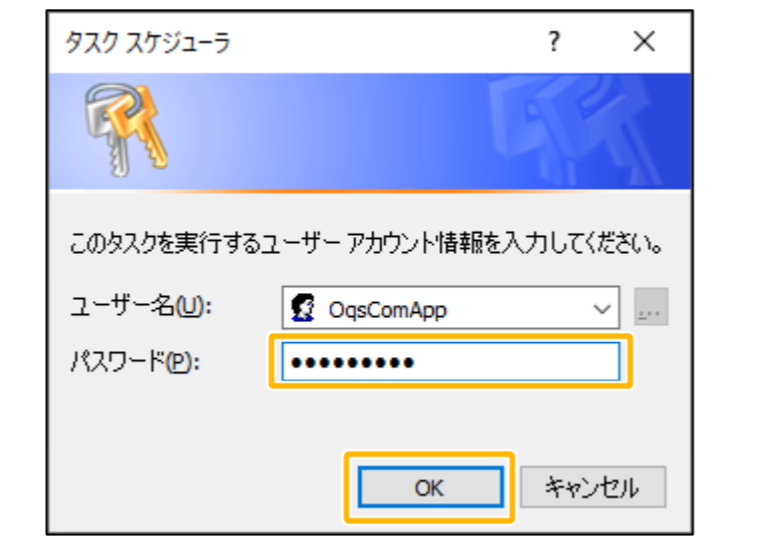 タスク スケジューラ
?
このタスクを実行するユーザー アカウント情報を入力してください。
ユーザー名(U):
OqsComApp
...
パスワード(P):
●●●●●●●●●
OK
キャンセル